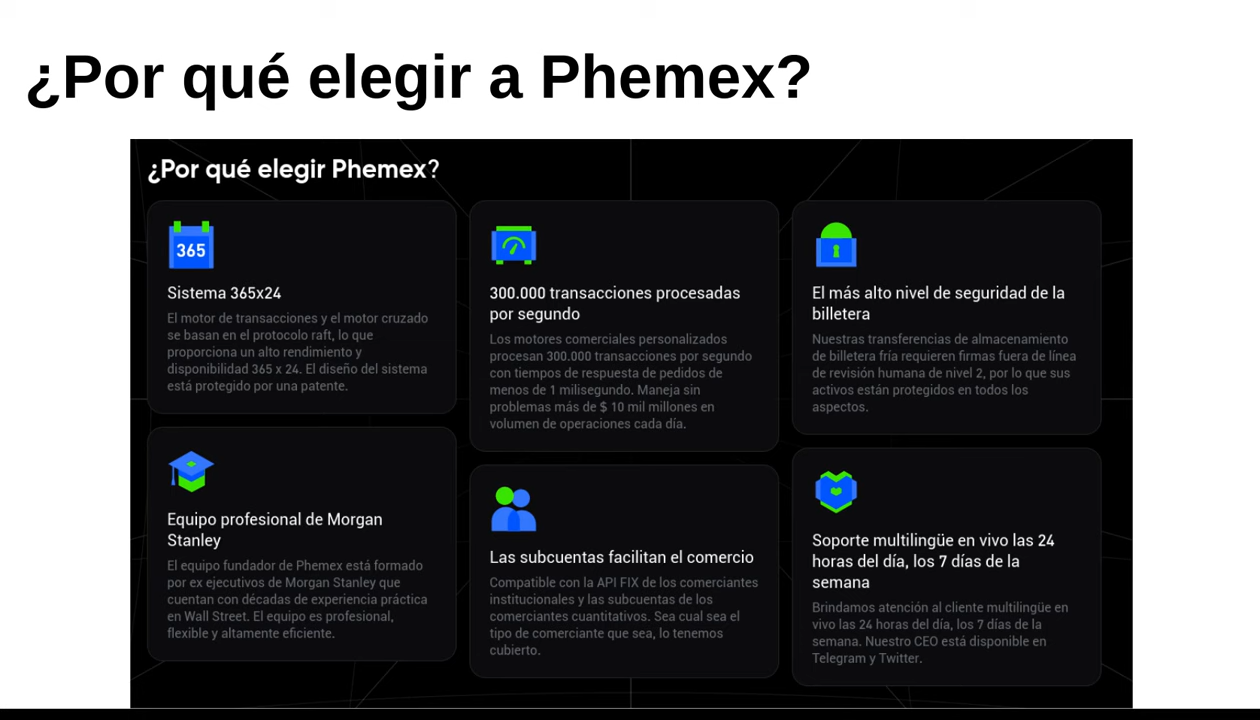 ¿Por qué elegir a Phemex?
¿Por qué elegir Phemex?
365
Sistema 365x24
El motor de transacciones y el motor cruzado
se basan en el protocolo raft, lo que
proporciona un alto rendimiento y
disponibilidad 365 x 24. El diseño del sistema
está protegido por una patente.
300.000 transacciones procesadas
por segundo
Los motores comerciales personalizados
procesan 300.000 transacciones por segundo
con tiempos de respuesta de pedidos de
menos de 1 milisegundo. Maneja sin
problemas más de $ 10 mil millones en
volumen de operaciones cada día.
El más alto nivel de seguridad de la
billetera
Nuestras transferencias de almacenamiento
de billetera fría requieren firmas fuera de línea
de revisión humana de nivel 2, por lo que sus
activos están protegidos en todos los
aspectos.
Equipo profesional de Morgan
Stanley
El equipo fundador de Phemex está formado
por ex ejecutivos de Morgan Stanley que
cuentan con décadas de experiencia práctica
en Wall Street. El equipo es profesional,
flexible y altamente eficiente.
Las subcuentas facilitan el comercio
Compatible con la API FIX de los comerciantes
institucionales y las subcuentas de los
comerciantes cuantitativos. Sea cual sea el
tipo de comerciante que sea, lo tenemos
cubierto.
Soporte multilingüe en vivo las 24
horas del día, los 7 días de la
semana
Brindamos atención al cliente multilingüe en
vivo las 24 horas del día, los 7 días de la
semana. Nuestro CEO está disponible en
Telegram y Twitter.